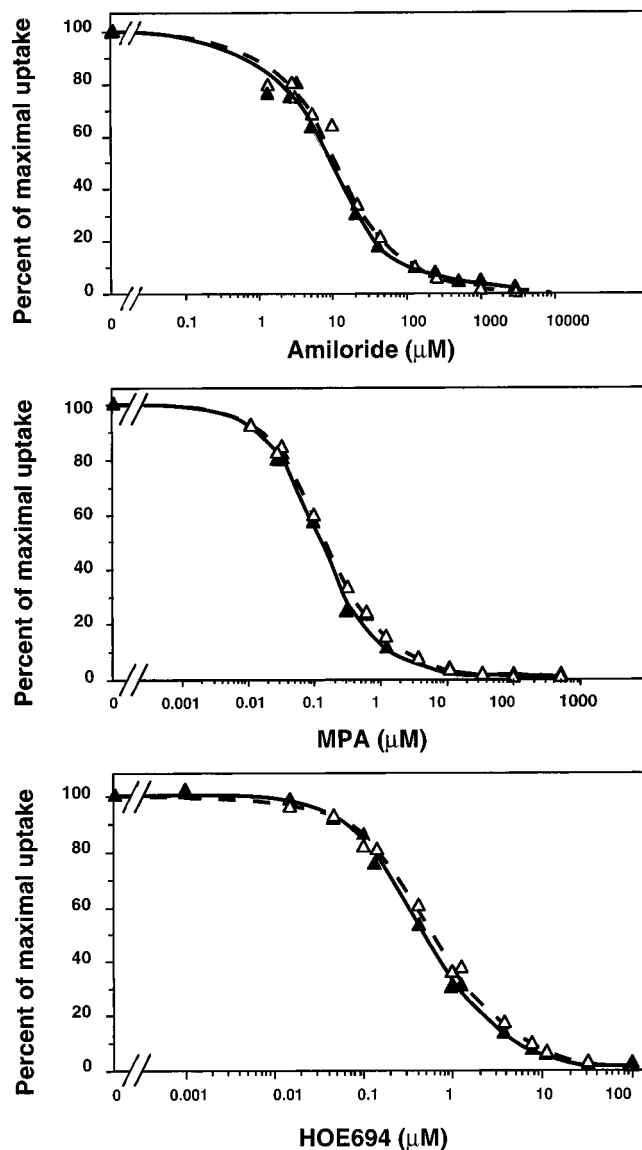 Percent of maximal uptake
100
80
60
40
20
0
0 0.1 1 10 100 1000 10000
Amiloride (µM)
Percent of maximal uptake
100
80
60
40
20
0
0 0.001 0.01 0.1 1 10 100 1000
MPA (µM)
Percent of maximal uptake
100
80
60
40
20
0
0 0.001 0.01 0.1 1 10 100
HOE694 (µM)